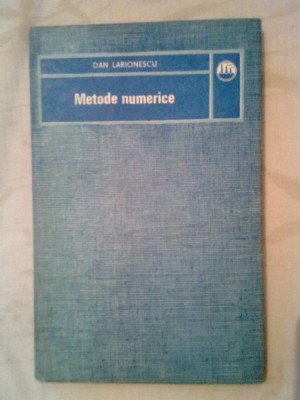 DAN LARIONESCU
Metode numerice